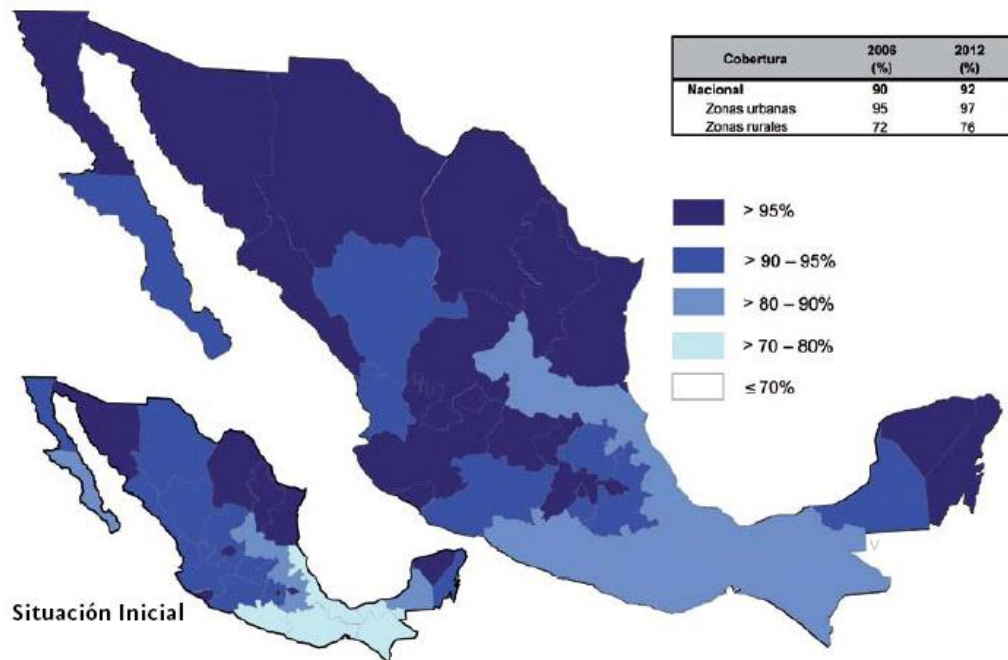 Cobertura 2006 (%) 2012 (%)
Nacional 90 92
Zonas urbanas 95 97
Zonas rurales 72 76
> 95%
> 90 – 95%
> 80 – 90%
> 70 – 80%
≤ 70%
V
Situación Inicial